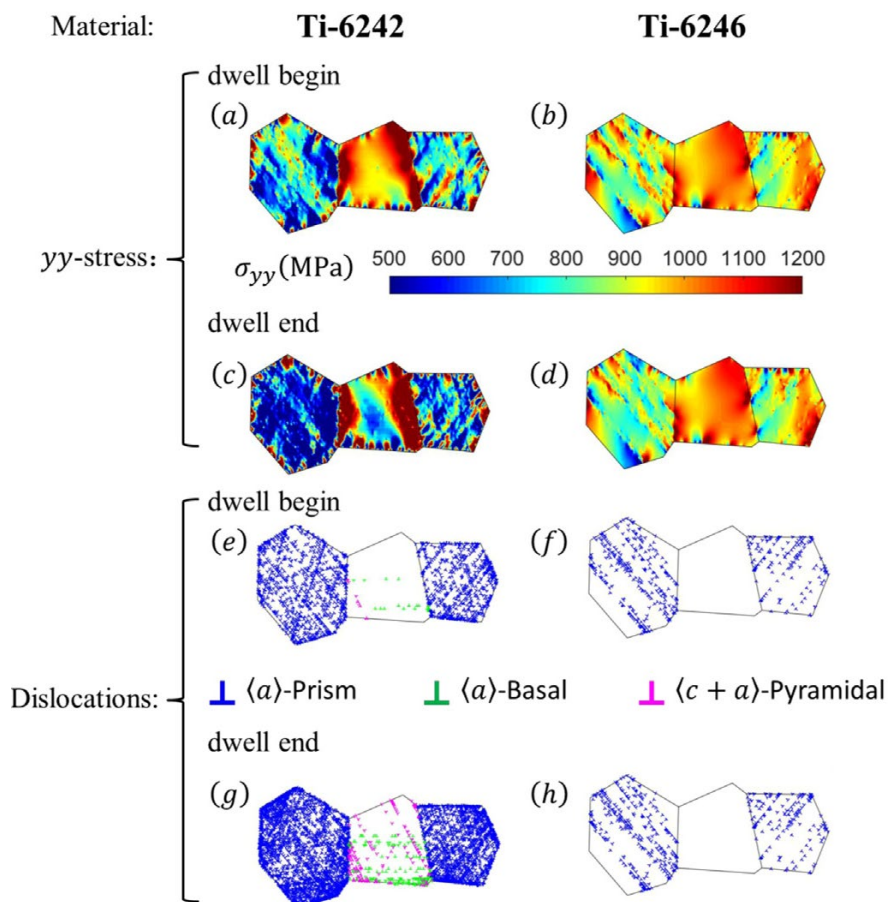 Material: Ti-6242 Ti-6246
dwell begin
(a) (b)
yy-stress:
σyy(MPa) 500 600 700 800 900 1000 1100 1200
dwell end
(c) (d)
dwell begin
(e) (f)
Dislocations:
⊥ ⟨a⟩-Prism ⊥ ⟨a⟩-Basal ⊥ ⟨c + a⟩-Pyramidal
dwell end
(g) (h)